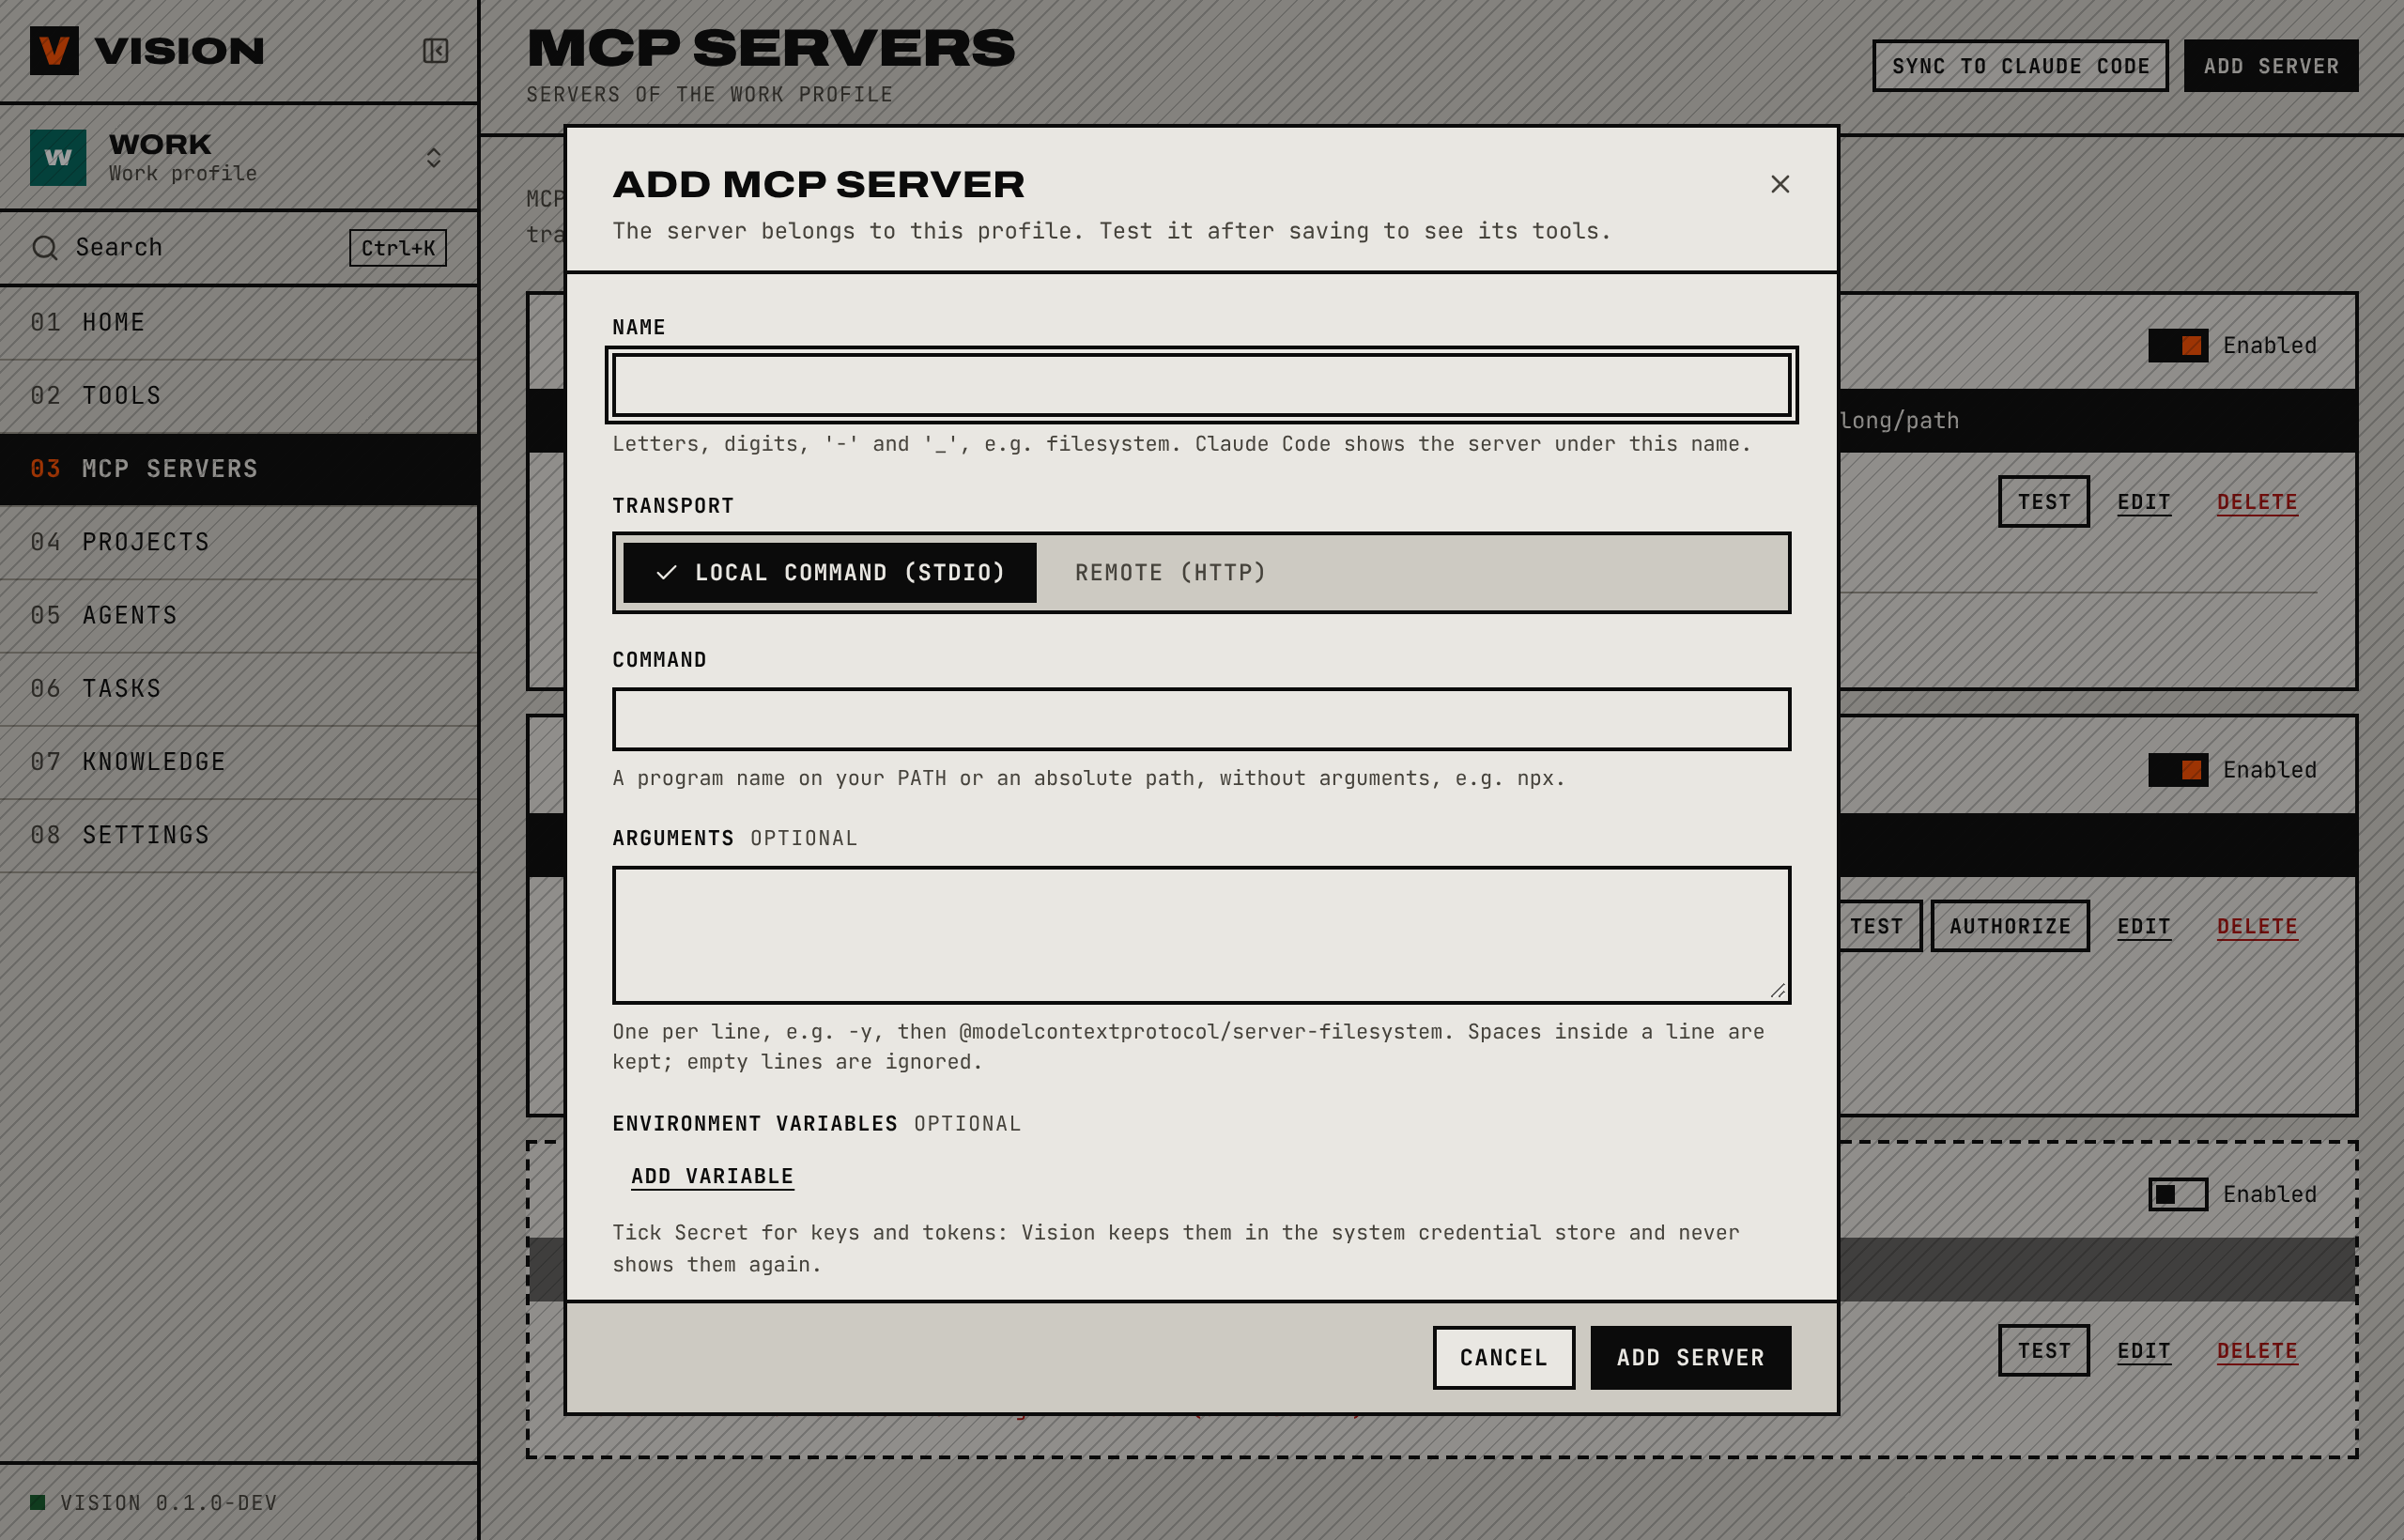 V VISION
W WORK
Work profile
Search Ctrl+K
01 HOME
02 TOOLS
03 MCP SERVERS
04 PROJECTS
05 AGENTS
06 TASKS
07 KNOWLEDGE
08 SETTINGS
VISION 0.1.0-DEV
MCP SERVERS
SERVERS OF THE WORK PROFILE
SYNC TO CLAUDE CODE ADD SERVER
MCP
tra
ADD MCP SERVER
The server belongs to this profile. Test it after saving to see its tools.
NAME
Letters, digits, '-' and '_', e.g. filesystem. Claude Code shows the server under this name.
TRANSPORT
LOCAL COMMAND (STDIO) REMOTE (HTTP)
COMMAND
A program name on your PATH or an absolute path, without arguments, e.g. npx.
ARGUMENTS OPTIONAL
One per line, e.g. -y, then @modelcontextprotocol/server-filesystem. Spaces inside a line are
kept; empty lines are ignored.
ENVIRONMENT VARIABLES OPTIONAL
ADD VARIABLE
Tick Secret for keys and tokens: Vision keeps them in the system credential store and never
shows them again.
CANCEL ADD SERVER
Enabled
long/path
TEST EDIT DELETE
Enabled
TEST AUTHORIZE EDIT DELETE
Enabled
TEST EDIT DELETE